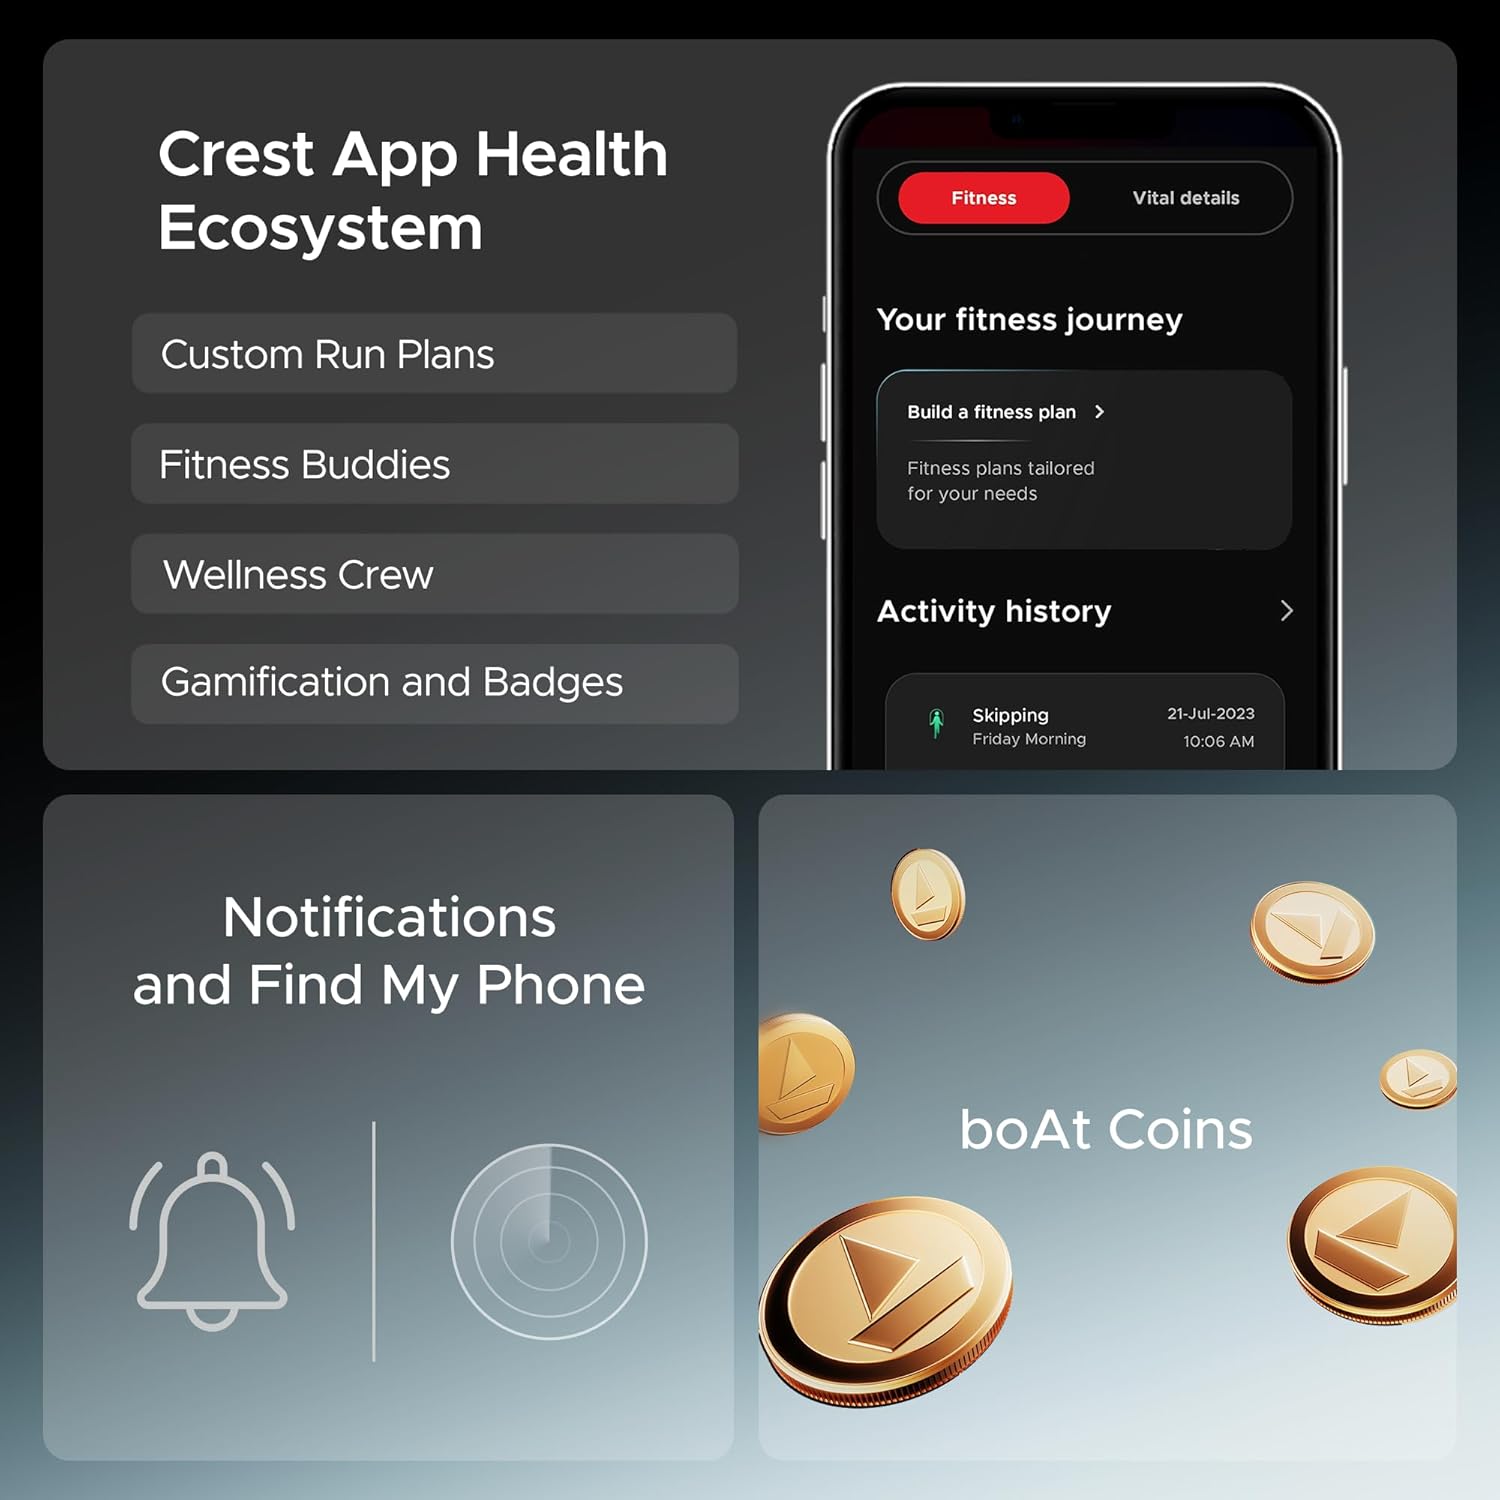 Crest App Health
Ecosystem
Custom Run Plans
Fitness Buddies
Wellness Crew
Gamification and Badges
Fitness
Vital details
Your fitness journey
Build a fitness plan
Fitness plans tailored
for your needs
Activity history
Skipping
Friday Morning
21-Jul-2023
10:06 AM
Notifications
and Find My Phone
boAt Coins